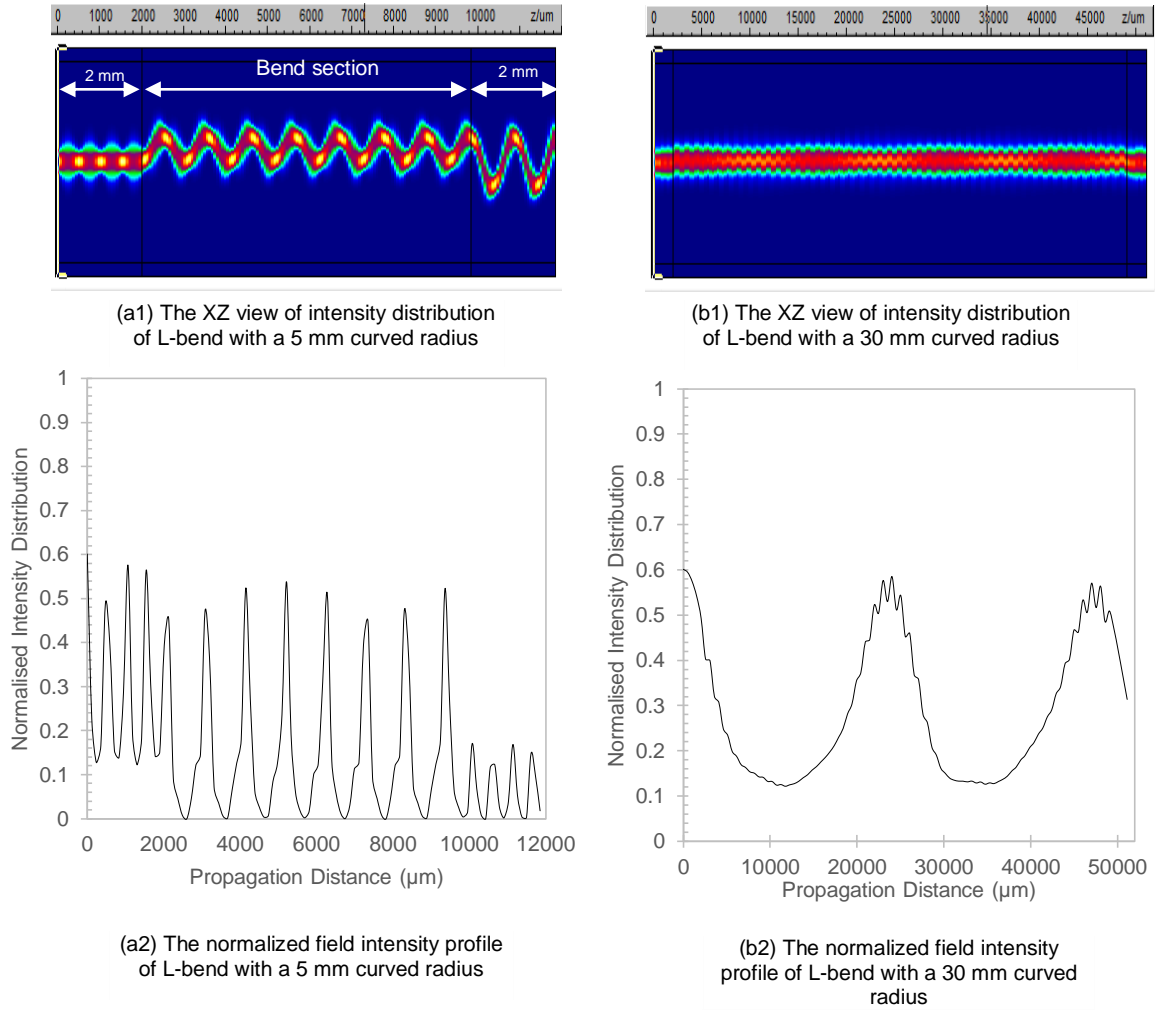 0 1000 2000 3000 4000 5000 6000 7000 8000 9000 10000 z/um
2 mm
Bend section
2 mm
(a1) The XZ view of intensity distribution
of L-bend with a 5 mm curved radius
0 5000 10000 15000 20000 25000 30000 35000 40000 45000 z/um
(b1) The XZ view of intensity distribution
of L-bend with a 30 mm curved radius
Normalised Intensity Distribution
1
0.9
0.8
0.7
0.6
0.5
0.4
0.3
0.2
0.1
0
0 2000 4000 6000 8000 10000 12000
Propagation Distance (μm)
(a2) The normalized field intensity profile
of L-bend with a 5 mm curved radius
Normalised Intensity Distribution
1
0.9
0.8
0.7
0.6
0.5
0.4
0.3
0.2
0.1
0
0 10000 20000 30000 40000 50000
Propagation Distance (μm)
(b2) The normalized field intensity
profile of L-bend with a 30 mm curved
radius